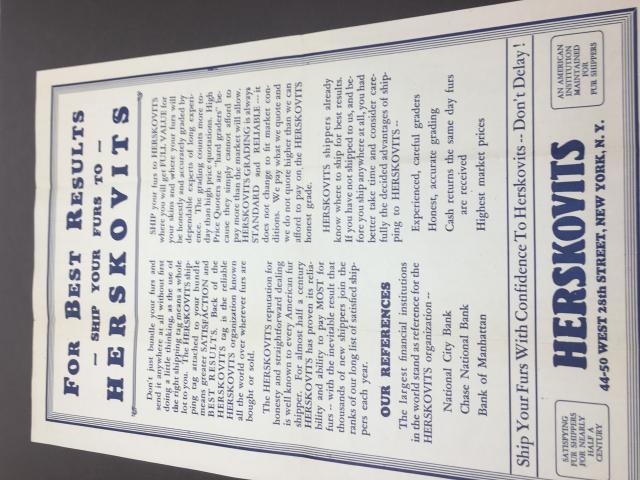 FOR BEST RESULTS
— SHIP YOUR FURS TO —
HERSKOVITS
Don't just bundle your furs and
send it anywhere at all without first
doing a little thinking, as the use of
the right shipping tag means a whole
lot to you. The HERSKOVITS ship-
ping tag attached to your bundle
means greater SATISFACTION and
BEST RESULTS. Back of the
HERSKOVITS tag is the reliable
HERSKOVITS organization known
all the world over wherever furs are
bought or sold.
The HERSKOVITS reputation for
honesty and straightforward dealing
is well known to every American fur
shipper. For almost half a century
HERSKOVITS has proven its relia-
bility and ability to pay MOST for
furs -- with the inevitable result that
thousands of new shippers join the
ranks of our long list of satisfied ship-
pers each year.
OUR REFERENCES
The largest financial institutions
in the world stand as reference for the
HERSKOVITS organization --
National City Bank
Chase National Bank
Bank of Manhattan
SHIP your furs to HERSKOVITS
where you will get FULL VALUE for
your skins and where your furs will
be honestly and accurately graded by
dependable experts of long experi-
ence. The grading counts more to-
day than high price quotations. High
Price Quoters are "hard graders" be-
cause they simply cannot afford to
pay more than the market will allow.
HERSKOVITS GRADING is always
STANDARD and RELIABLE -- it
does not change to fit market con-
ditions. We pay what we quote and
we do not quote higher than we can
afford to pay on the HERSKOVITS
honest grade.
HERSKOVITS shippers already
know where to ship for best results.
If you have not shipped to us, and be-
fore you ship anywhere at all, you had
better take time and consider care-
fully the decided advantages of ship-
ping to HERSKOVITS --
Experienced, careful graders
Honest, accurate grading
Cash returns the same day furs
are received
Highest market prices
Ship Your Furs With Confidence To Herskovits -- Don't Delay!
SATISFYING
FUR SHIPPERS
FOR NEARLY
HALF A
CENTURY
HERSKOVITS
44-50 WEST 28th STREET, NEW YORK, N. Y.
AN AMERICAN
INSTITUTION
MAINTAINED
FOR
FUR SHIPPERS